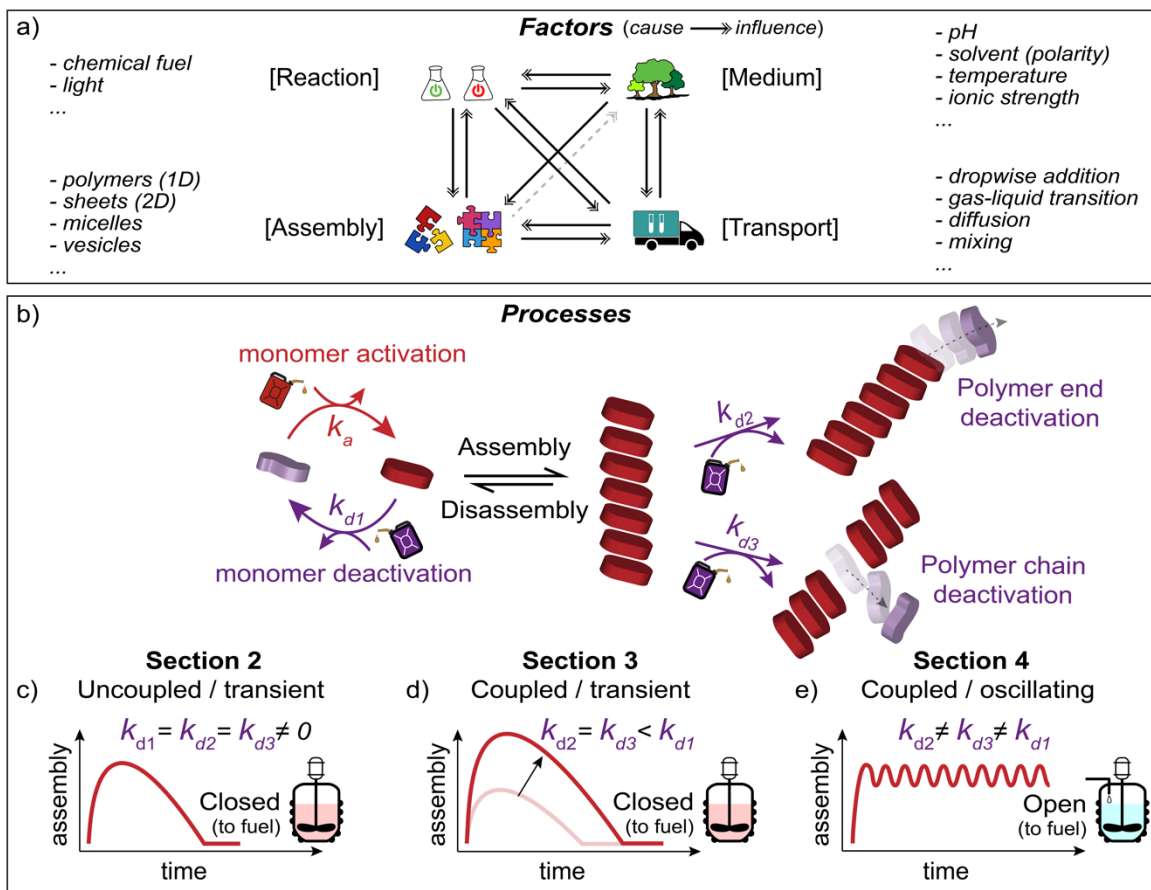 a)
Factors (cause influence)
- chemical fuel
- light
...
[Reaction]
[Medium]
- pH
- solvent (polarity)
- temperature
- ionic strength
...
- polymers (1D)
- sheets (2D)
- micelles
- vesicles
...
[Assembly]
[Transport]
- dropwise addition
- gas-liquid transition
- diffusion
- mixing
...
b)
Processes
monomer activation
ka
kd1
monomer deactivation
Assembly
Disassembly
kd2
Polymer end
deactivation
kd3
Polymer chain
deactivation
Section 2
c) Uncoupled / transient
kd1 = kd2 = kd3 ≠ 0
assembly
Closed
(to fuel)
time
Section 3
d) Coupled / transient
kd2 = kd3 < kd1
assembly
Closed
(to fuel)
time
Section 4
e) Coupled / oscillating
kd2 ≠ kd3 ≠ kd1
assembly
Open
(to fuel)
time